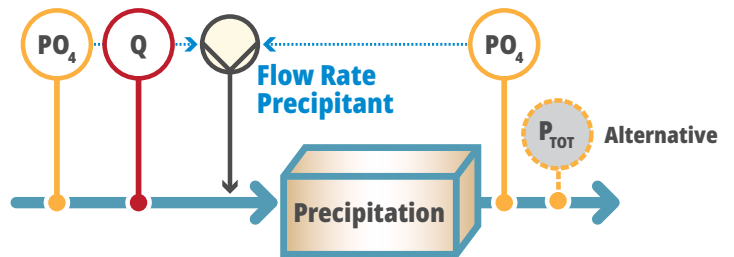 PO4
Q
PO4
Flow Rate
Precipitant
PTOT
Alternative
Precipitation